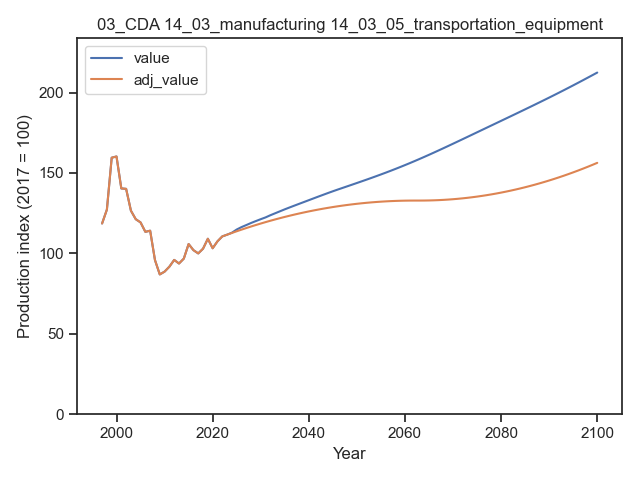 03_CDA 14_03_manufacturing 14_03_05_transportation_equipment
value
adj_value
Production index (2017 = 100)
200
150
100
50
0
2000 2020 2040 2060 2080 2100
Year